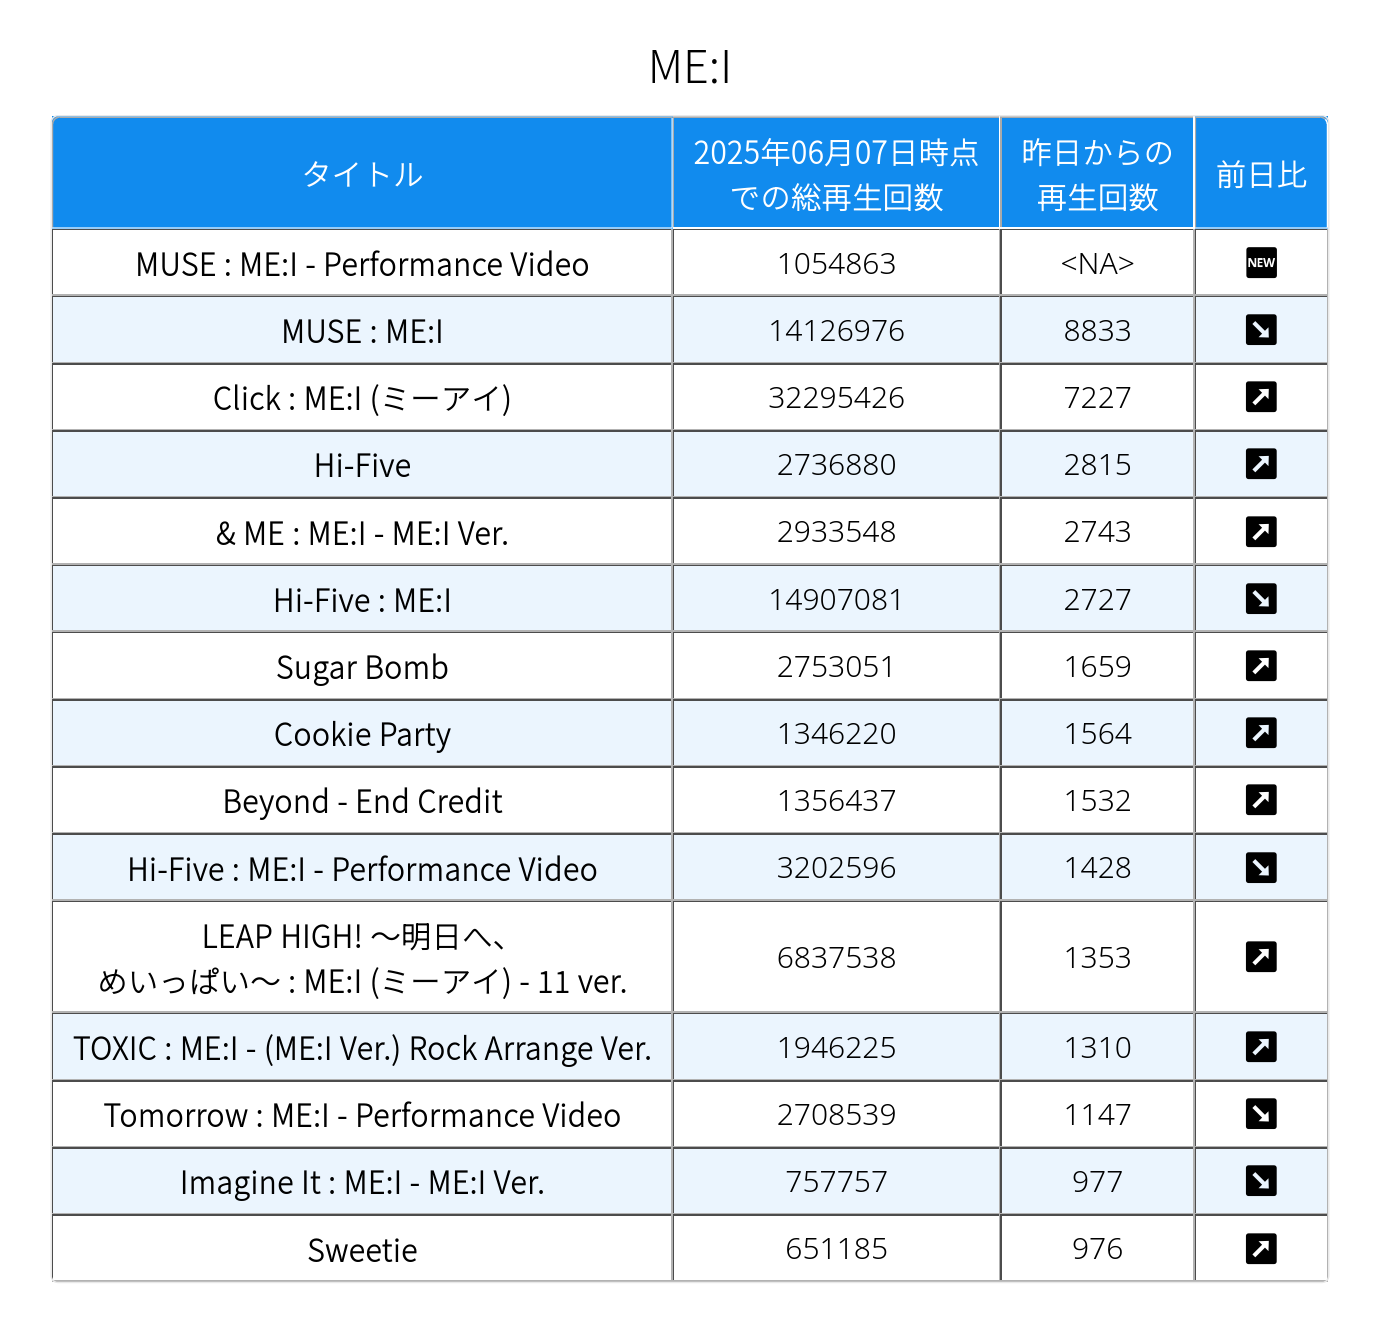 ME:I
タイトル
2025年06月07日時点
での総再生回数
昨日からの
再生回数
前日比
MUSE : ME:I - Performance Video 1054863 <NA> NEW
MUSE : ME:I 14126976 8833
Click : ME:I (ミーアイ) 32295426 7227
Hi-Five 2736880 2815
& ME : ME:I - ME:I Ver. 2933548 2743
Hi-Five : ME:I 14907081 2727
Sugar Bomb 2753051 1659
Cookie Party 1346220 1564
Beyond - End Credit 1356437 1532
Hi-Five : ME:I - Performance Video 3202596 1428
LEAP HIGH! 〜明日へ、
めいっぱい〜 : ME:I (ミーアイ) - 11 ver. 6837538 1353
TOXIC : ME:I - (ME:I Ver.) Rock Arrange Ver. 1946225 1310
Tomorrow : ME:I - Performance Video 2708539 1147
Imagine It : ME:I - ME:I Ver. 757757 977
Sweetie 651185 976